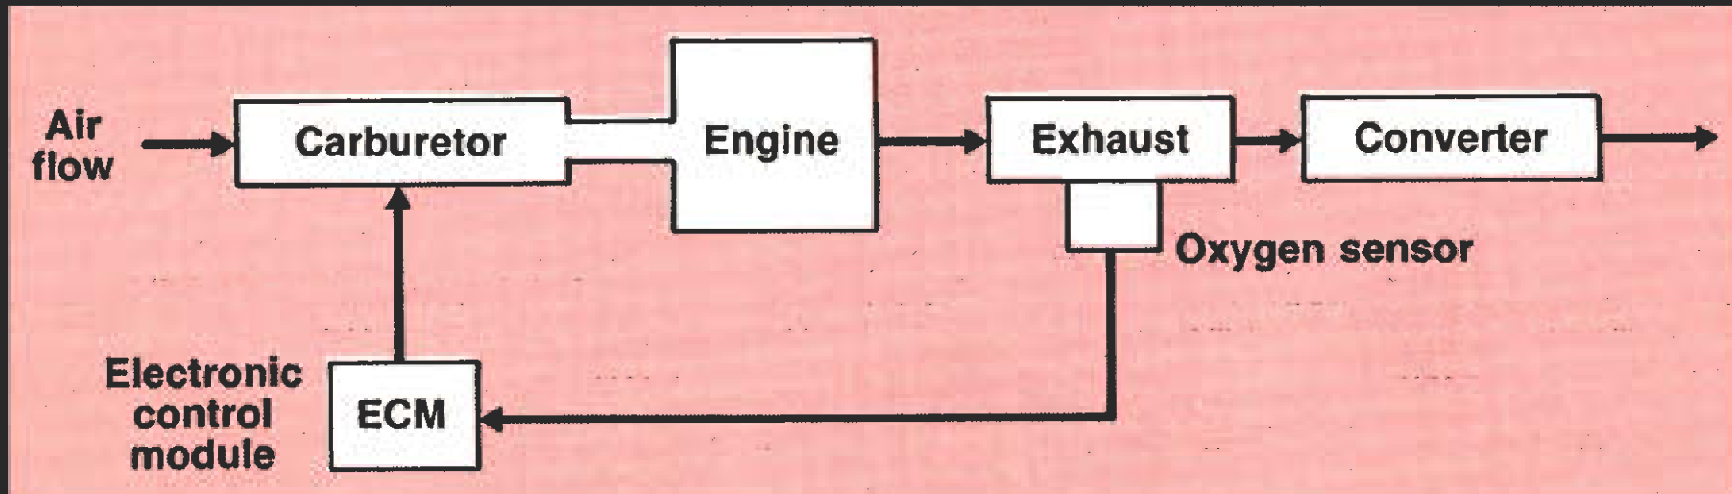 Air
flow
Carburetor
Engine
Exhaust
Converter
Oxygen sensor
Electronic
control
module
ECM